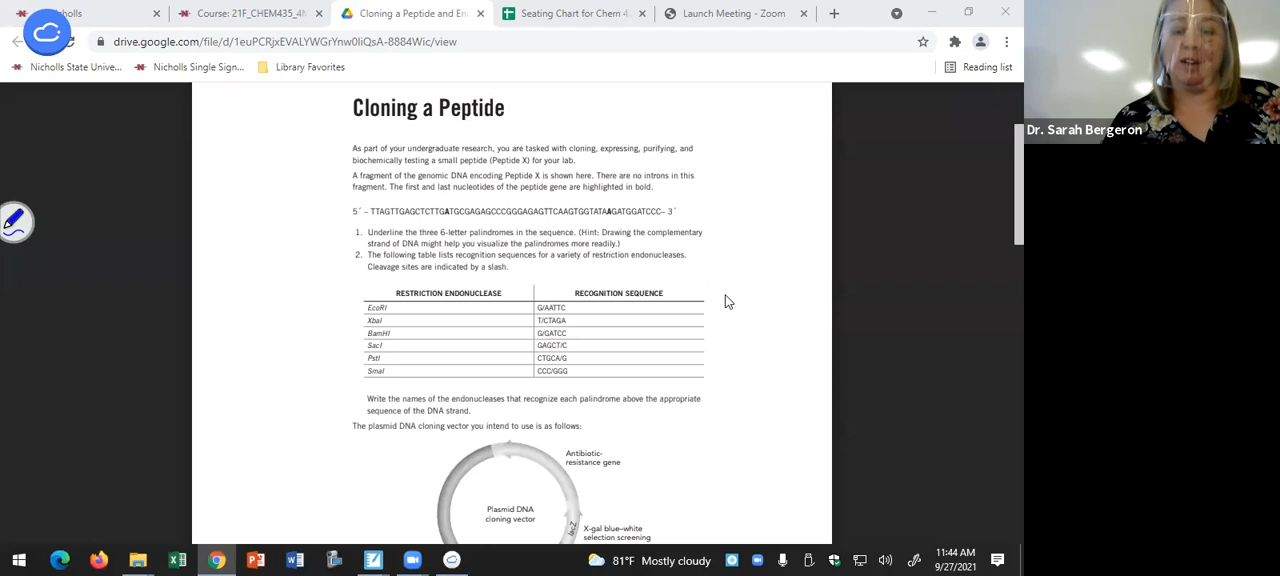 Nicholls
Course: 21F_CHEM435_4N
Cloning a Peptide and En
Seating Chart for Chem 4
Launch Meeting - Zoom
drive.google.com/file/d/1euPCRjxEVALYWGrYnw0IiQsA-8884Wic/view
Nicholls State Unive...
Nicholls Single Sign...
Library Favorites
Reading list
Dr. Sarah Bergeron
Cloning a Peptide
As part of your undergraduate research, you are tasked with cloning, expressing, purifying, and
biochemically testing a small peptide (Peptide X) for your lab.
A fragment of the genomic DNA encoding Peptide X is shown here. There are no introns in this
fragment. The first and last nucleotides of the peptide gene are highlighted in bold.
5´ – TTAGTTGAGCTCTTGATGCGAGAGCCCGGGAGAGTTCAAGTGGTATAAGATGGATCCC– 3´
1. Underline the three 6-letter palindromes in the sequence. (Hint: Drawing the complementary
strand of DNA might help you visualize the palindromes more readily.)
2. The following table lists recognition sequences for a variety of restriction endonucleases.
Cleavage sites are indicated by a slash.
RESTRICTION ENDONUCLEASE RECOGNITION SEQUENCE
EcoRI G/AATTC
XbaI T/CTAGA
BamHI G/GATCC
SacI GAGCT/C
PstI CTGCA/G
SmaI CCC/GGG
Write the names of the endonucleases that recognize each palindrome above the appropriate
sequence of the DNA strand.
The plasmid DNA cloning vector you intend to use is as follows:
Antibiotic-
resistance gene
Plasmid DNA
cloning vector
lacZ
X-gal blue–white
selection screening
81°F Mostly cloudy
11:44 AM
9/27/2021